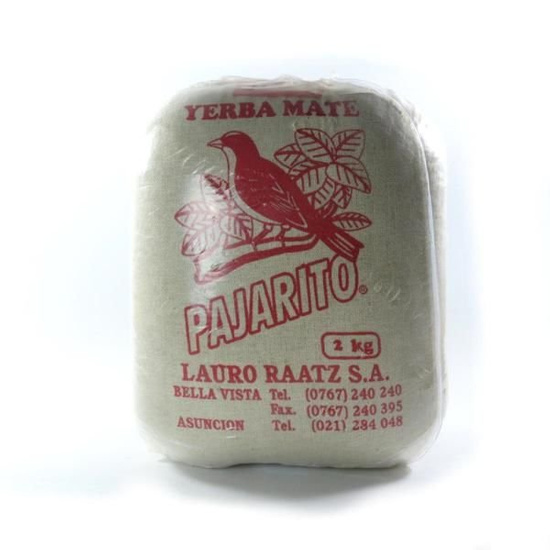 YERBA MATE
PAJARITO®
2 kg
LAURO RAATZ S.A.
BELLA VISTA Tel. (0767) 240 240
Fax. (0767) 240 395
ASUNCION Tel. (021) 284 048